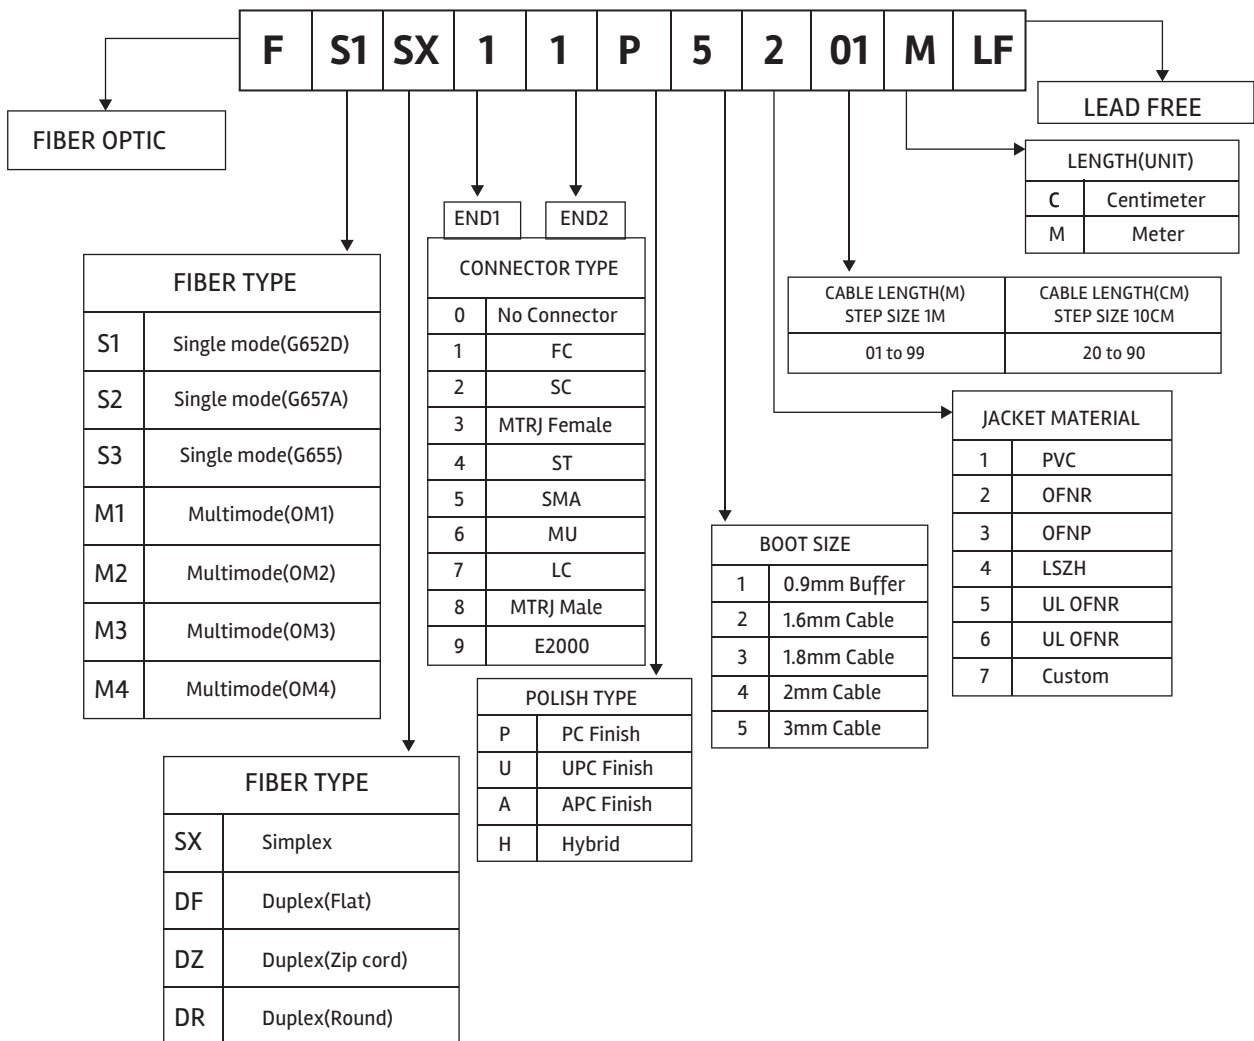 F S1 SX 1 1 P 5 2 01 M LF
FIBER OPTIC
LEAD FREE
LENGTH(UNIT)
C Centimeter
M Meter
END1 END2
CONNECTOR TYPE
0 No Connector
1 FC
2 SC
3 MTRJ Female
4 ST
5 SMA
6 MU
7 LC
8 MTRJ Male
9 E2000
FIBER TYPE
S1 Single mode(G652D)
S2 Single mode(G657A)
S3 Single mode(G655)
M1 Multimode(OM1)
M2 Multimode(OM2)
M3 Multimode(OM3)
M4 Multimode(OM4)
CABLE LENGTH(M)
STEP SIZE 1M
CABLE LENGTH(CM)
STEP SIZE 10CM
01 to 99
20 to 90
JACKET MATERIAL
1 PVC
2 OFNR
3 OFNP
4 LSZH
5 UL OFNR
6 UL OFNR
7 Custom
BOOT SIZE
1 0.9mm Buffer
2 1.6mm Cable
3 1.8mm Cable
4 2mm Cable
5 3mm Cable
POLISH TYPE
P PC Finish
U UPC Finish
A APC Finish
H Hybrid
FIBER TYPE
SX Simplex
DF Duplex(Flat)
DZ Duplex(Zip cord)
DR Duplex(Round)